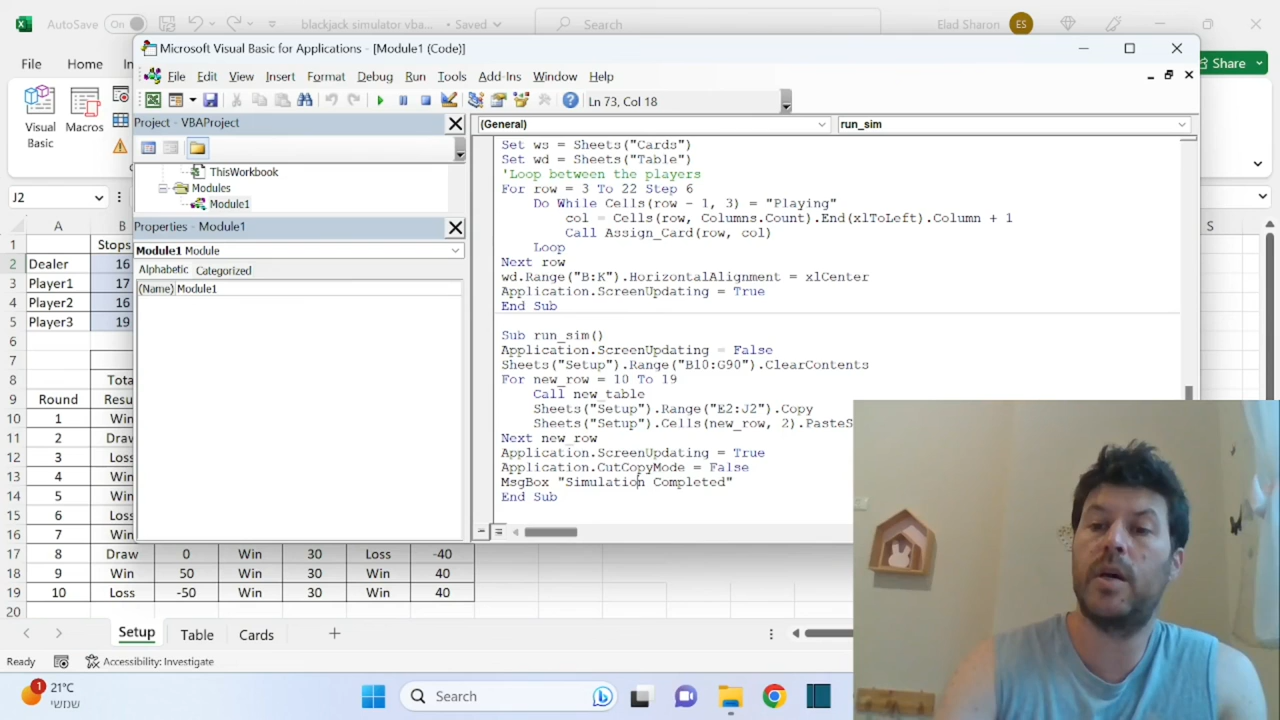 AutoSave On blackjack simulator vba... • Saved Search Elad Sharon ES
File Home In Share
Visual Basic Macros
J2
Microsoft Visual Basic for Applications - [Module1 (Code)]
File Edit View Insert Format Debug Run Tools Add-Ins Window Help
Ln 73, Col 18
Project - VBAProject
ThisWorkbook
Modules
Module1
Properties - Module1
Module1 Module
Alphabetic Categorized
(Name) Module1
(General) run_sim
Set ws = Sheets("Cards")
Set wd = Sheets("Table")
'Loop between the players
For row = 3 To 22 Step 6
Do While Cells(row - 1, 3) = "Playing"
col = Cells(row, Columns.Count).End(xlToLeft).Column + 1
Call Assign_Card(row, col)
Loop
Next row
wd.Range("B:K").HorizontalAlignment = xlCenter
Application.ScreenUpdating = True
End Sub
Sub run_sim()
Application.ScreenUpdating = False
Sheets("Setup").Range("B10:G90").ClearContents
For new_row = 10 To 19
Call new_table
Sheets("Setup").Range("E2:J2").Copy
Sheets("Setup").Cells(new_row, 2).PasteS
Next new_row
Application.ScreenUpdating = True
Application.CutCopyMode = False
MsgBox "Simulation Completed"
End Sub
A B S
1 Stops
2 Dealer 16
3 Player1 17
4 Player2 16
5 Player3 19
6
7
8 Tota
9 Round Resu
10 1 Win
11 2 Draw
12 3 Loss
13 4 Win
14 5 Win
15 6 Loss
16 7 Win
17 8 Draw 0 Win 30 Loss -40
18 9 Win 50 Win 30 Win 40
19 10 Loss -50 Win 30 Win 40
20
Setup Table Cards
Ready Accessibility: Investigate
1 21°C
שמשי
Search